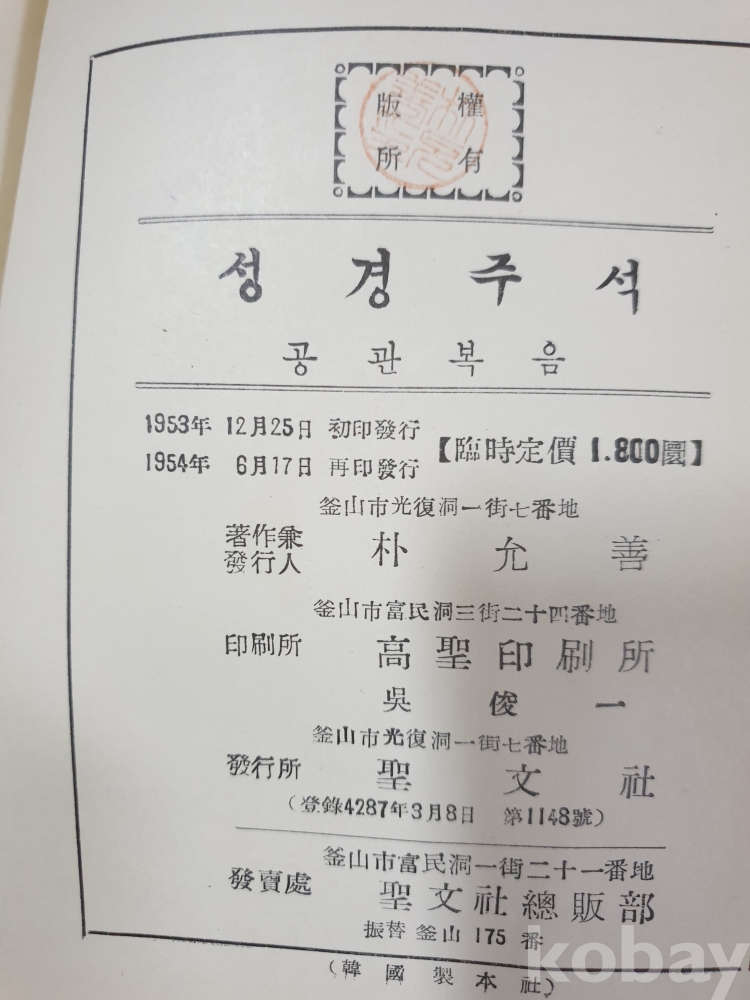 版權
所有
성경주석
공관복음
1953年 12月25日 初印發行
1954年 6月17日 再印發行
【臨時定價 1.800圜】
釜山市光復洞一街七番地
著作兼
發行人 朴允善
釜山市富民洞三街二十四番地
印刷所 高聖印刷所
吳俊一
釜山市光復洞一街七番地
發行所 聖文社
（登錄4287年3月8日 第1148號）
釜山市富民洞一街二十一番地
發賣處 聖文社總販部
振替釜山 175 番
(韓國製本社)
kobay